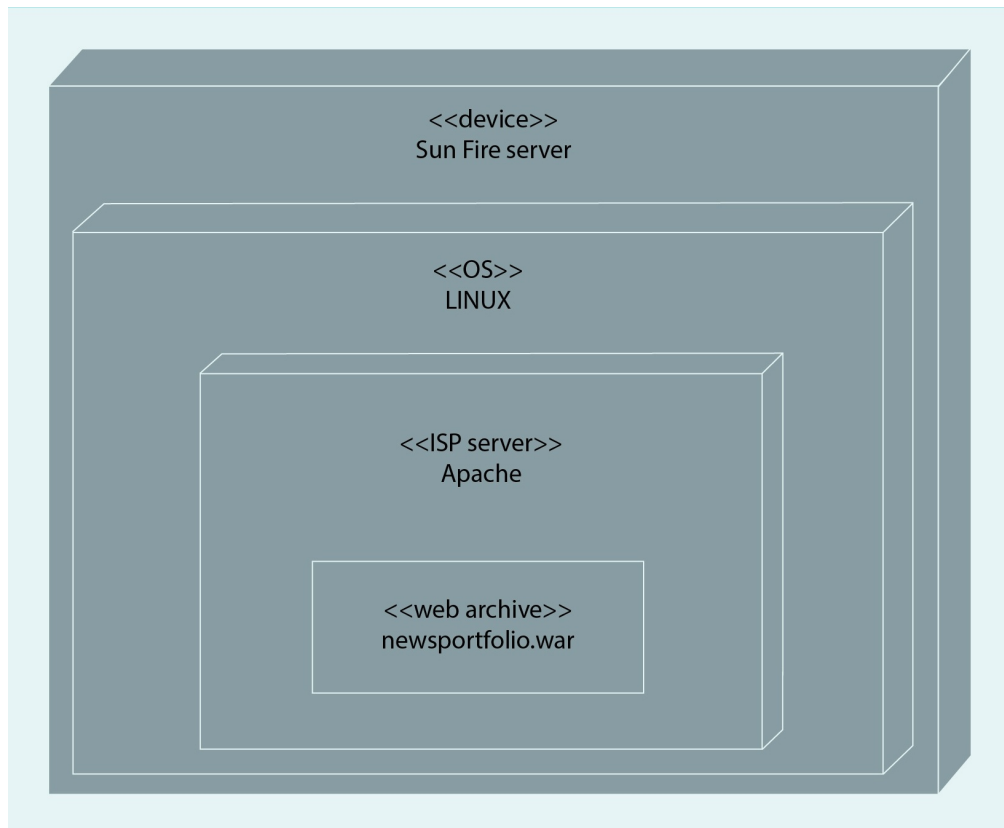 <<device>>
Sun Fire server
<<OS>>
LINUX
<<ISP server>>
Apache
<<web archive>>
newsportfolio.war